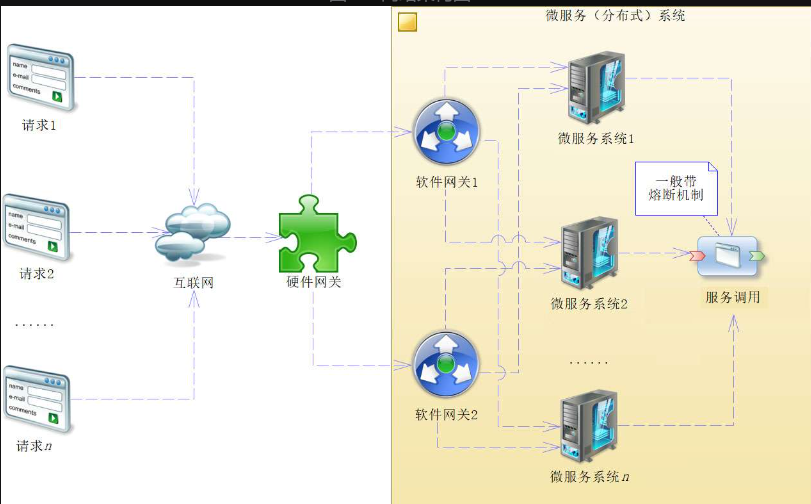 微服务（分布式）系统
name
e-mail
comments
请求1
name
e-mail
comments
请求2
......
name
e-mail
comments
请求n
互联网
硬件网关
软件网关1
软件网关2
微服务系统1
一般带
熔断机制
微服务系统2
服务调用
......
微服务系统n